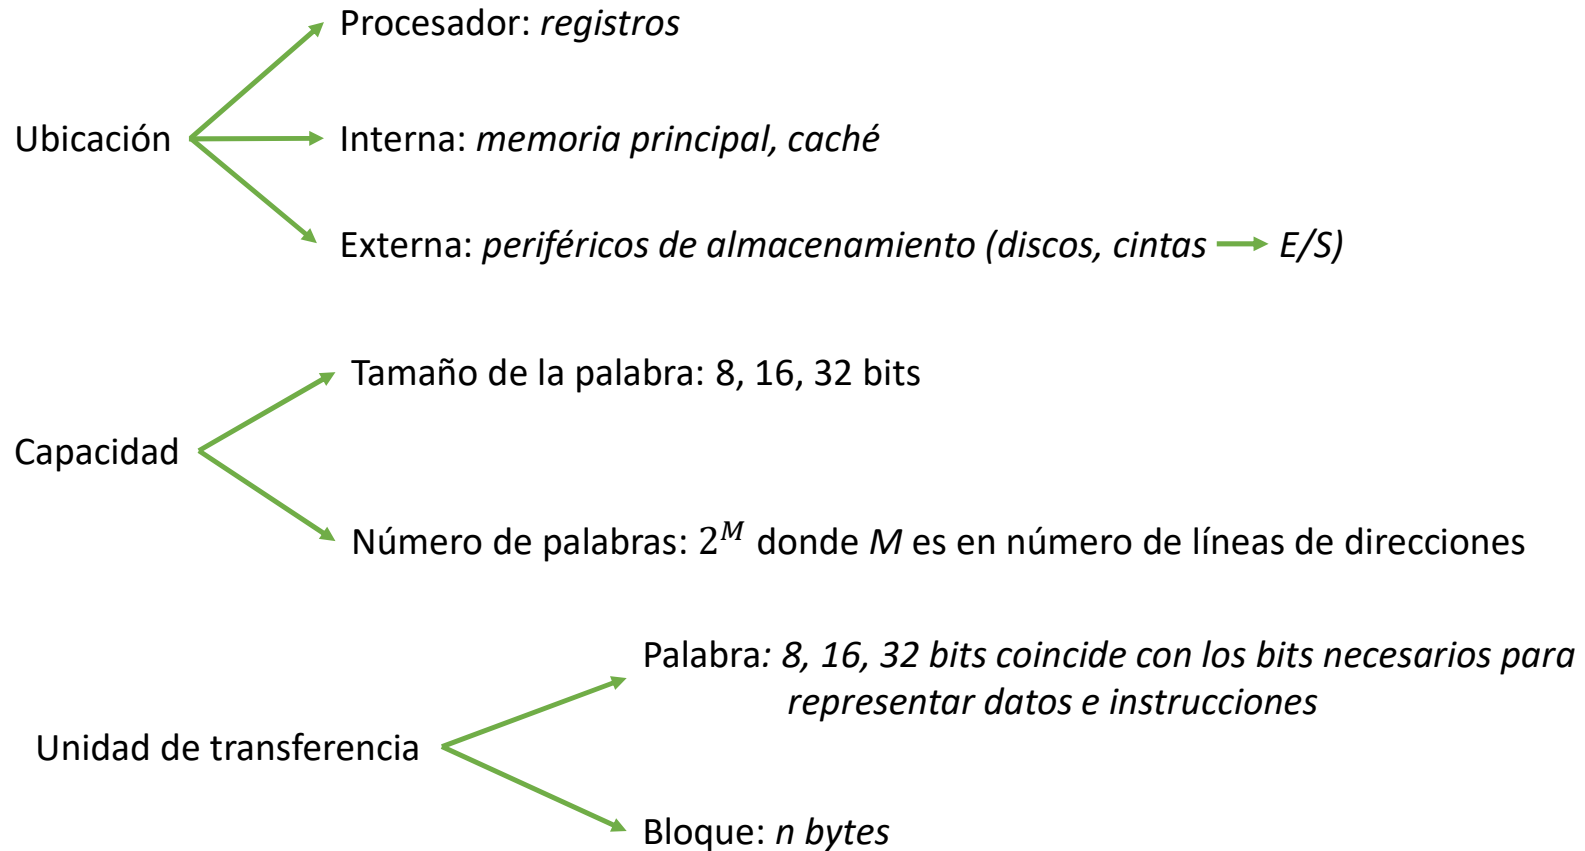 Procesador: registros
Ubicación
Interna: memoria principal, caché
Externa: periféricos de almacenamiento (discos, cintas → E/S)
Tamaño de la palabra: 8, 16, 32 bits
Capacidad
Número de palabras: 2^M donde M es en número de líneas de direcciones
Palabra: 8, 16, 32 bits coincide con los bits necesarios para
representar datos e instrucciones
Unidad de transferencia
Bloque: n bytes